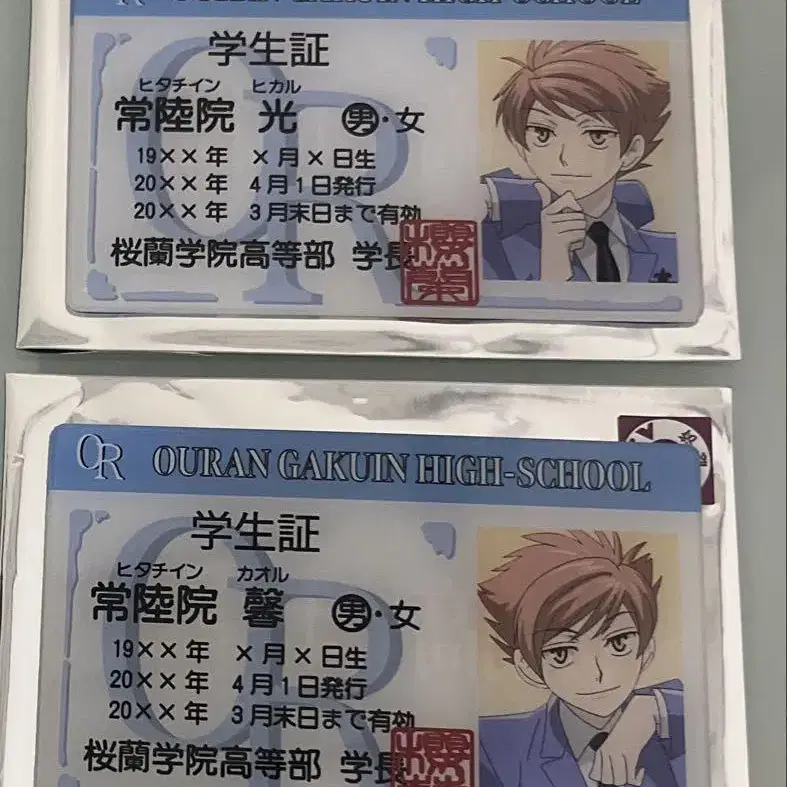 OURAN GAKUIN HIGH-SCHOOL
学生証
ヒタチイン ヒカル
常陸院 光 男・女
19××年 ×月×日生
20××年 4月1日発行
20××年 3月末日まで有効
桜蘭学院高等部 学長
OR OURAN GAKUIN HIGH-SCHOOL
学生証
ヒタチイン カオル
常陸院 馨 男・女
19××年 ×月×日生
20××年 4月1日発行
20××年 3月末日まで有効
桜蘭学院高等部 学長